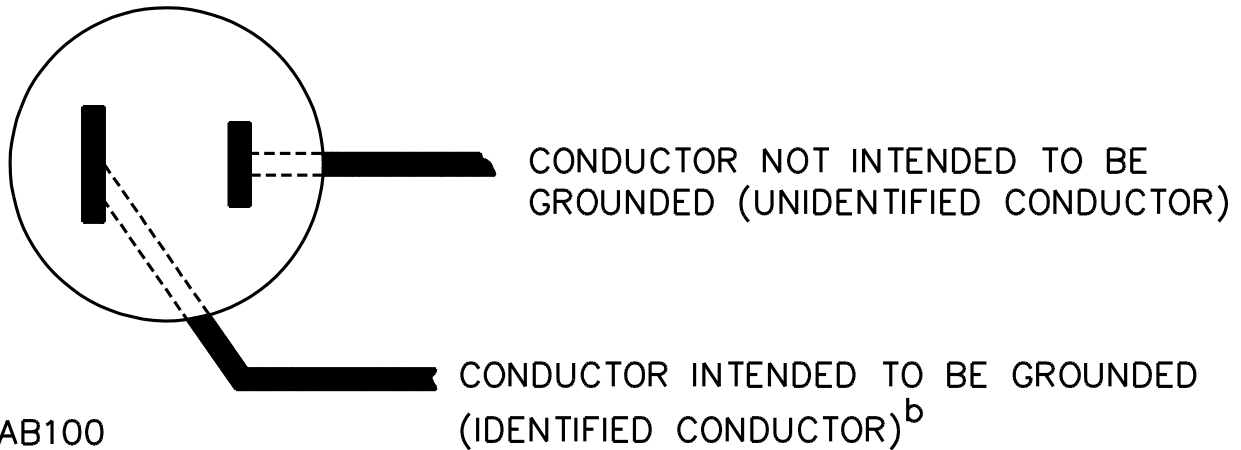 CONDUCTOR NOT INTENDED TO BE
GROUNDED (UNIDENTIFIED CONDUCTOR)
CONDUCTOR INTENDED TO BE GROUNDED
(IDENTIFIED CONDUCTOR)b
AB100